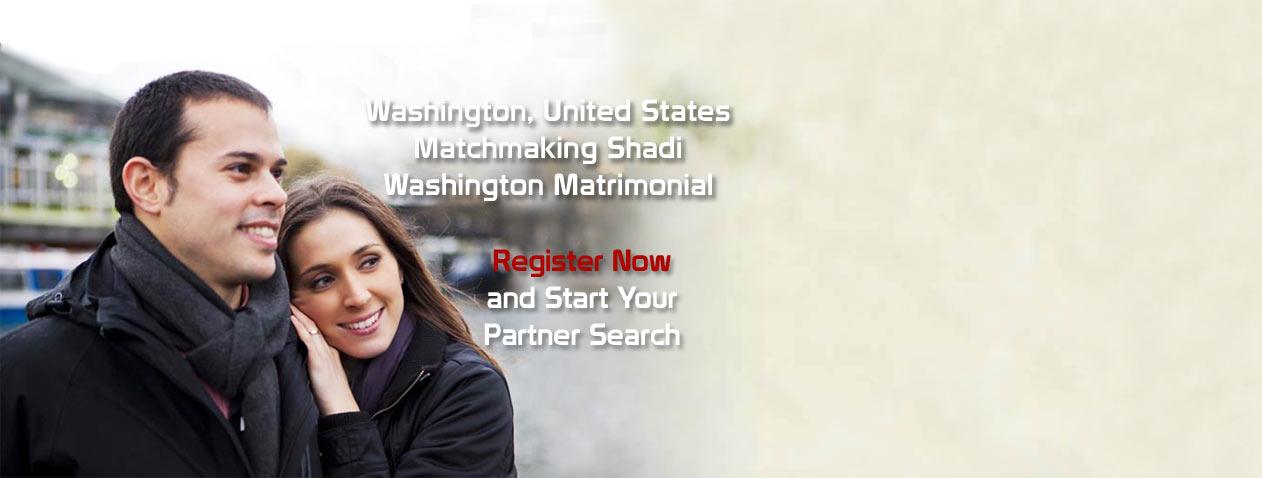 Washington, United States
Matchmaking Shadi
Washington Matrimonial
Register Now
and Start Your
Partner Search